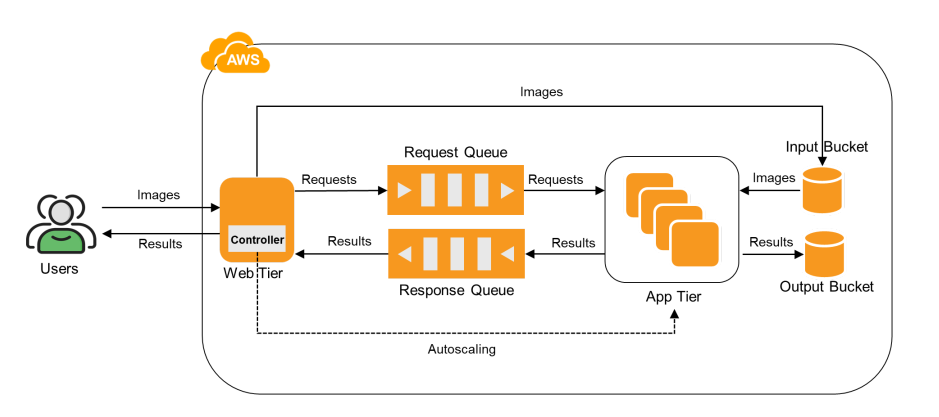 AWS
Images
Request Queue
Input Bucket
Requests
Requests
Images
Images
Controller
Results
Results
Results
Results
Users
Web Tier
Response Queue
App Tier
Output Bucket
Autoscaling